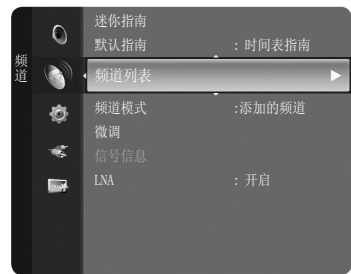 频道
迷你指南
默认指南 : 时间表指南
频道列表
频道模式 :添加的频道
微调
信号信息
LNA : 开启